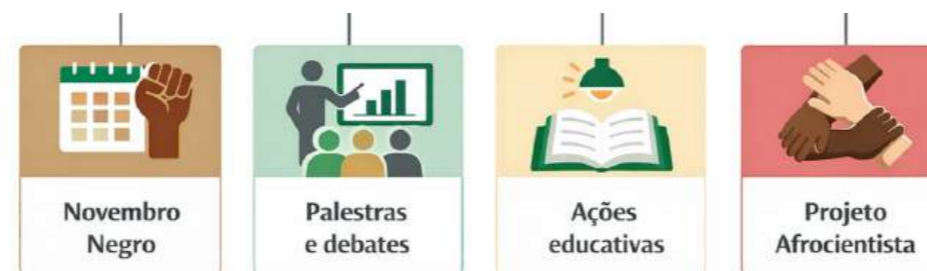 Novembro
Negro
Palestras
e debates
Ações
educativas
Projeto
Afrocientista